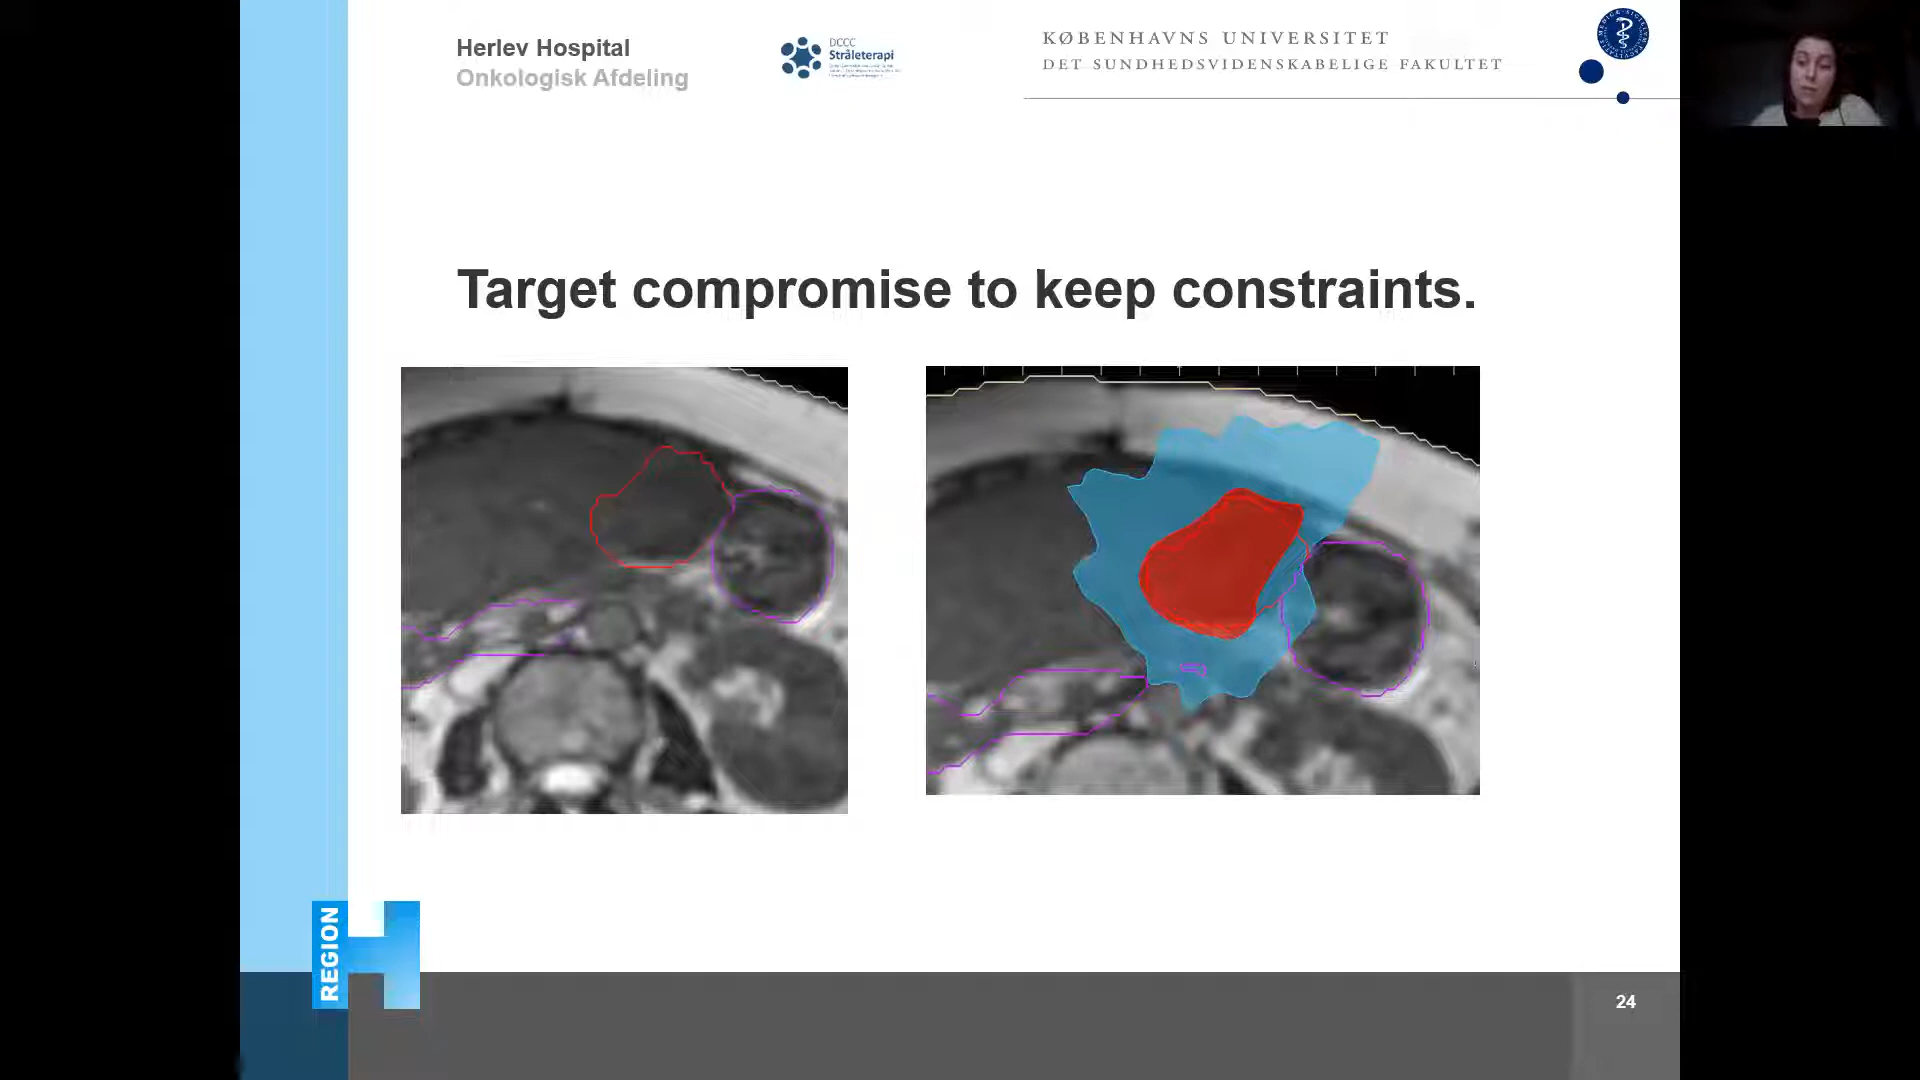 Herlev Hospital
Onkologisk Afdeling
DCCC
Stråleterapi
KØBENHAVNS UNIVERSITET
DET SUNDHEDSVIDENSKABELIGE FAKULTET
Target compromise to keep constraints.
REGION
24